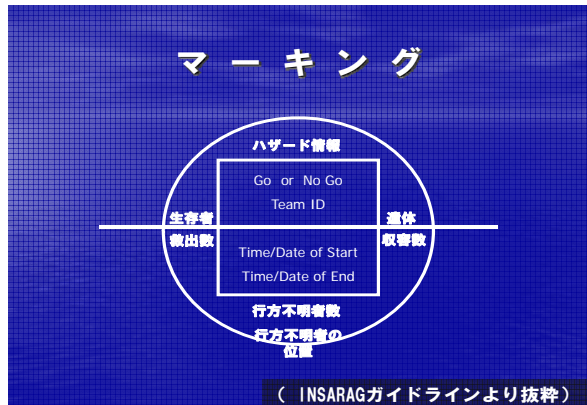 マーキング
ハザード情報
Go or No Go
Team ID
生存者
救出数
遺体
収容数
Time/Date of Start
Time/Date of End
行方不明者数
行方不明者の
位置
( INSARAGガイドラインより抜粋)